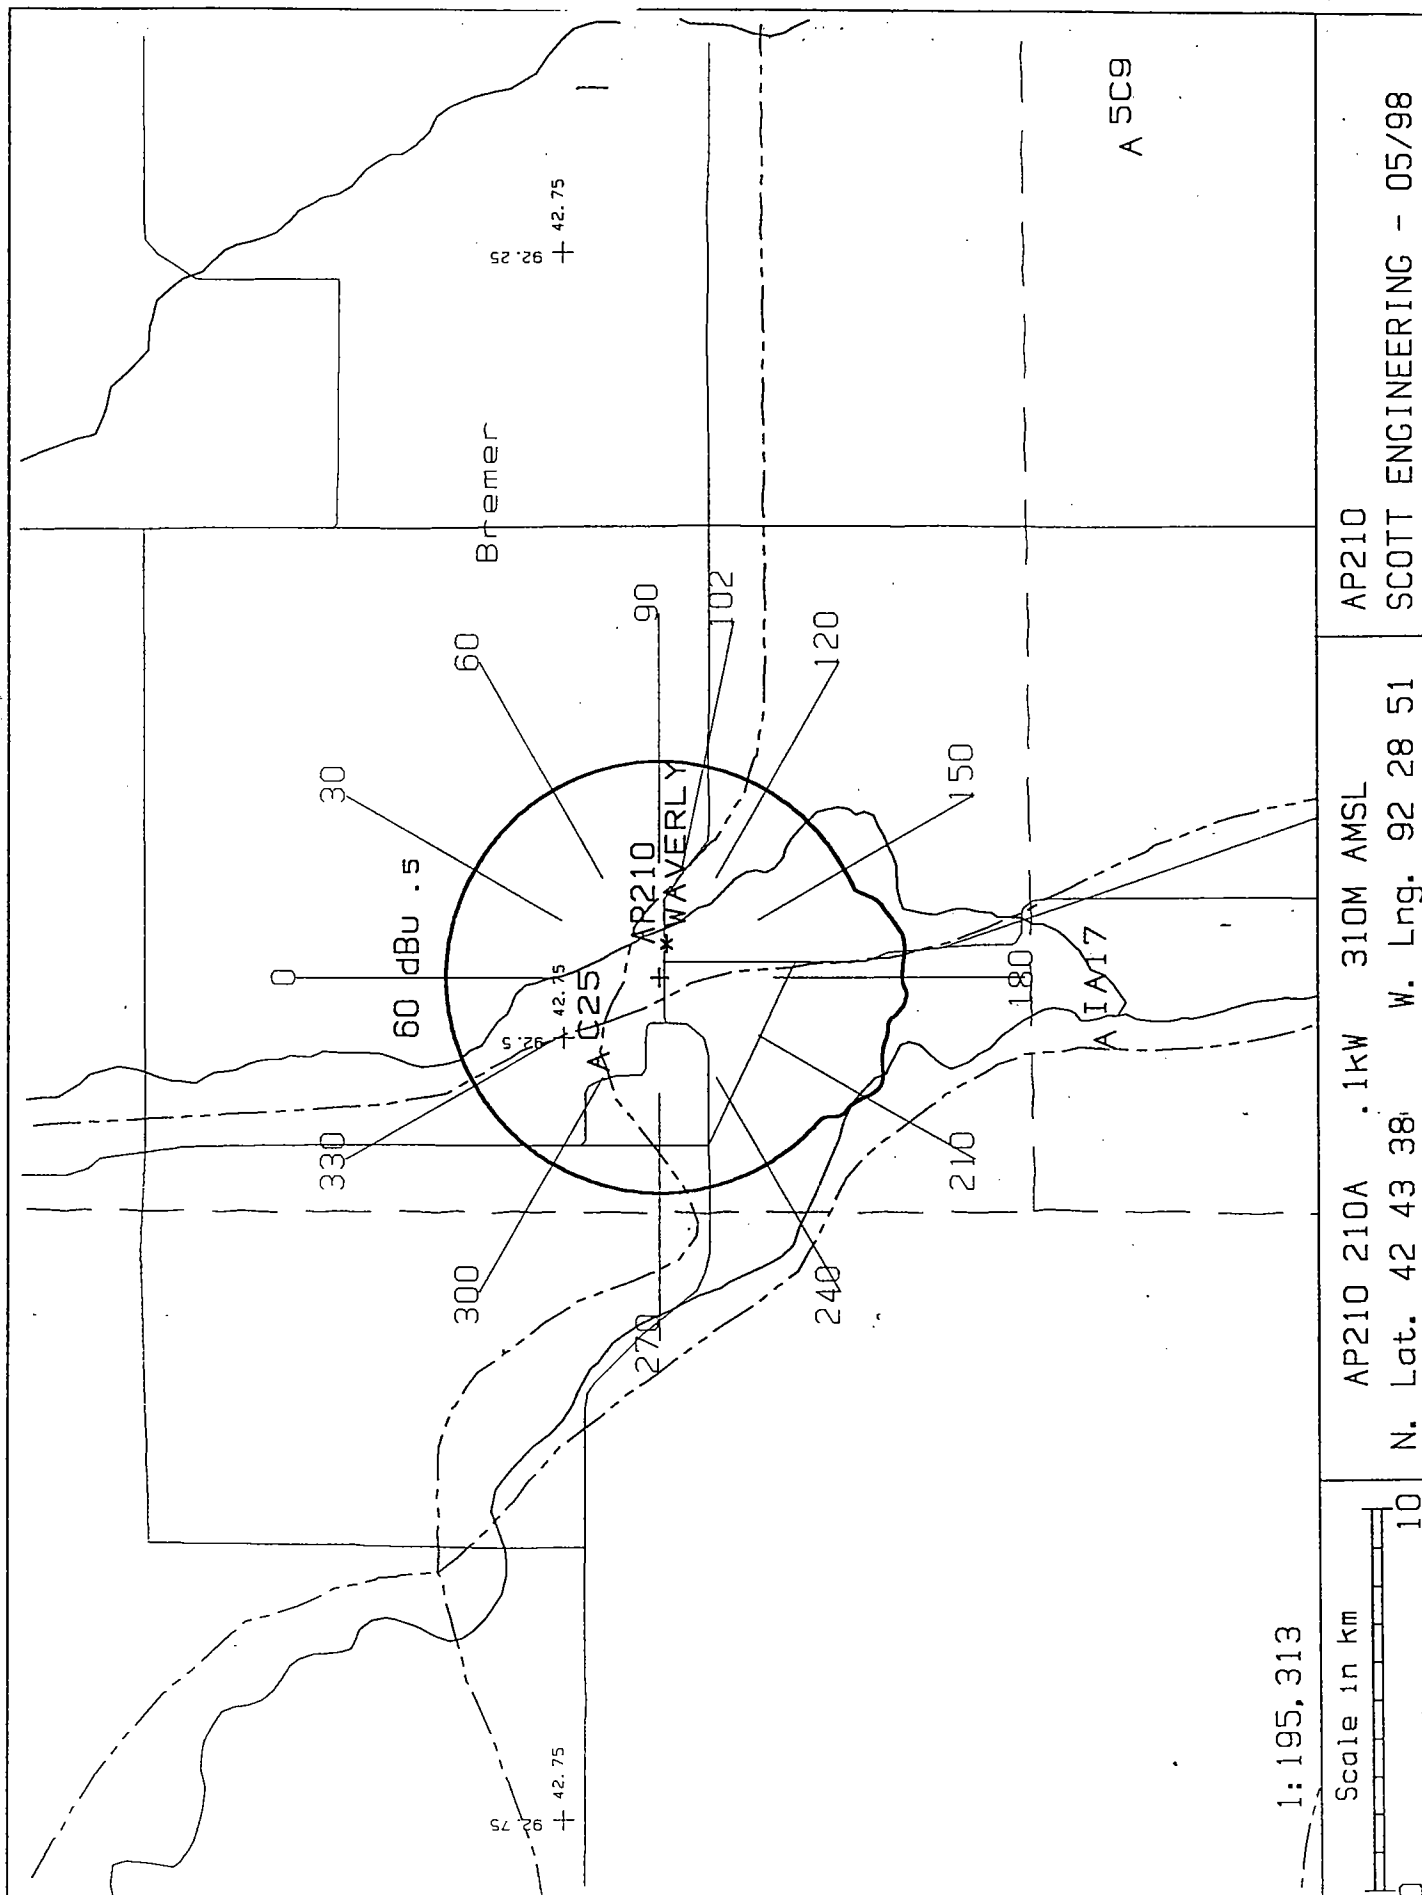 0
30
60
90
102
120
150
180
210
240
270
300
330
60 dBu .5
Bremer
92.25
42.75
92.5
42.75
92.75
42.75
A C25
AP210
WAVERLY
A IA17
A 5C9
1:195,313
Scale in km
0 10
AP210 210A .1kW 310M AMSL
N. Lat. 42 43 38 W. Lng. 92 28 51
AP210
SCOTT ENGINEERING - 05/98